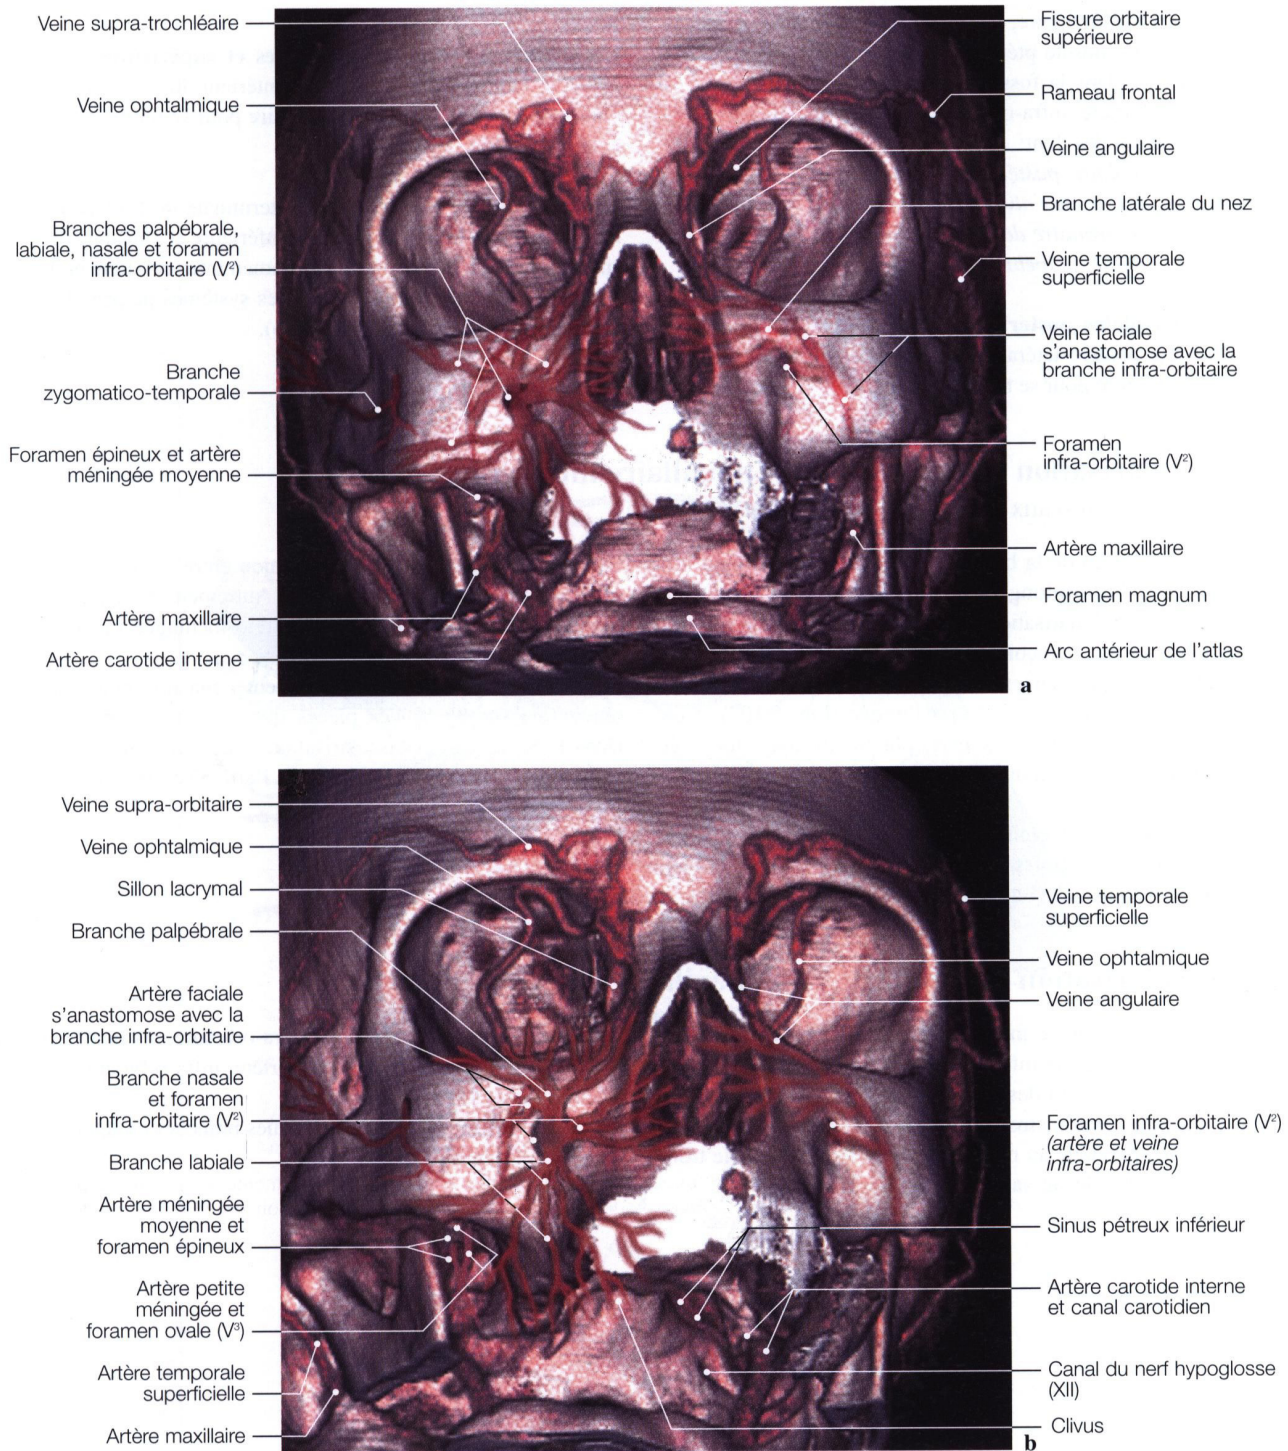 Veine supra-trochléaire
Veine ophtalmique
Branches palpébrale,
labiale, nasale et foramen
infra-orbitaire (V²)
Branche
zygomatico-temporale
Foramen épineux et artère
méningée moyenne
Artère maxillaire
Artère carotide interne
Fissure orbitaire
supérieure
Rameau frontal
Veine angulaire
Branche latérale du nez
Veine temporale
superficielle
Veine faciale
s'anastomose avec la
branche infra-orbitaire
Foramen
infra-orbitaire (V²)
Artère maxillaire
Foramen magnum
Arc antérieur de l'atlas
a
Veine supra-orbitaire
Veine ophtalmique
Sillon lacrymal
Branche palpébrale
Artère faciale
s'anastomose avec la
branche infra-orbitaire
Branche nasale
et foramen
infra-orbitaire (V²)
Branche labiale
Artère méningée
moyenne et
foramen épineux
Artère petite
méningée et
foramen ovale (V³)
Artère temporale
superficielle
Artère maxillaire
Veine temporale
superficielle
Veine ophtalmique
Veine angulaire
Foramen infra-orbitaire (V²)
(artère et veine
infra-orbitaires)
Sinus pétreux inférieur
Artère carotide interne
et canal carotidien
Canal du nerf hypoglosse
(XII)
Clivus
b